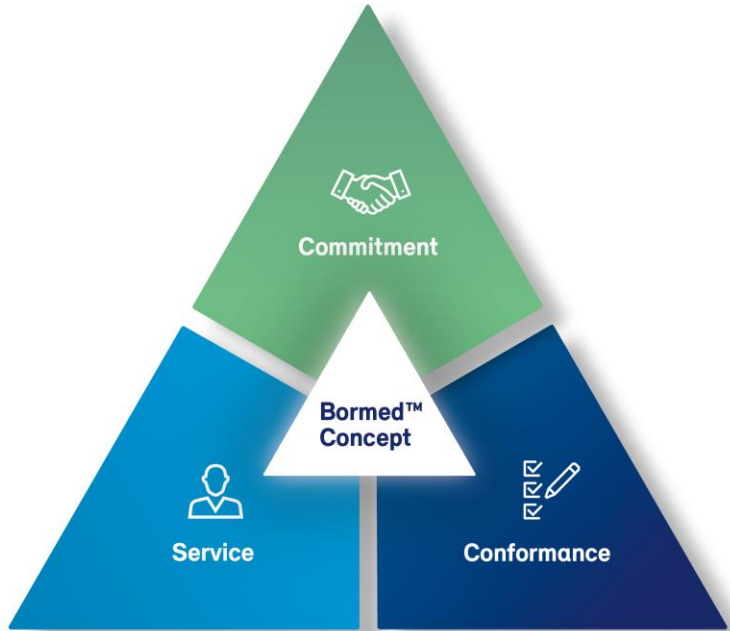 Commitment
Bormed™
Concept
Service
Conformance